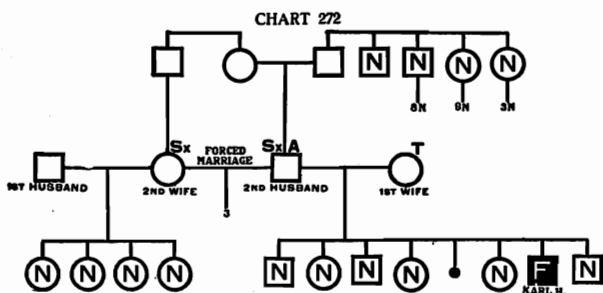 CHART 272
N N N N
8N 9N 3N
Sx FORCED MARRIAGE Sx A T
1ST HUSBAND 2ND WIFE 2ND HUSBAND 1ST WIFE
3
N N N N N N N N N F N
KARL H.